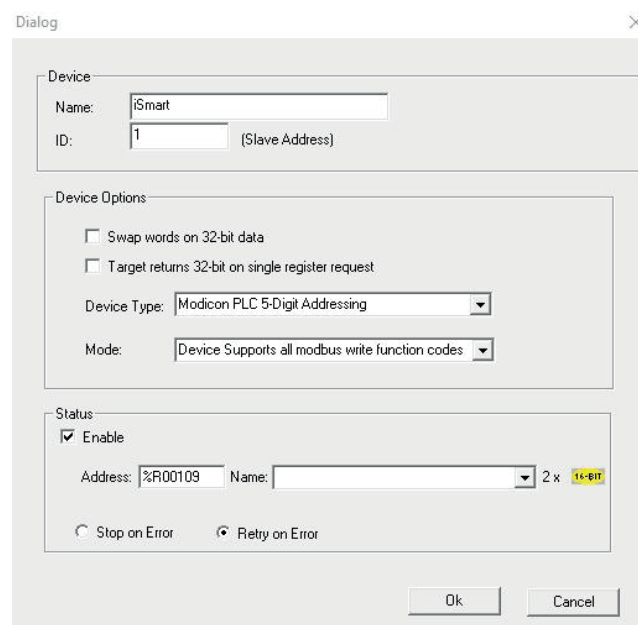 Dialog
Device
Name: iSmart
ID: 1 (Slave Address)
Device Options
Swap words on 32-bit data
Target returns 32-bit on single register request
Device Type: Modicon PLC 5-Digit Addressing
Mode: Device Supports all modbus write function codes
Status
Enable
Address: %R00109 Name: 2 x 16-BIT
Stop on Error Retry on Error
Ok Cancel